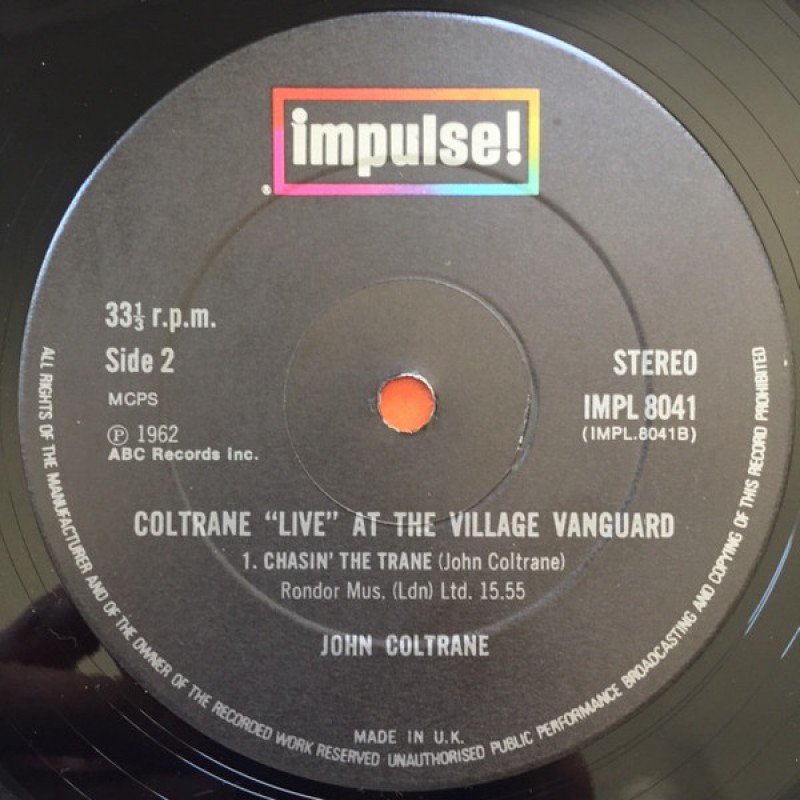 impulse!
®
33⅓ r.p.m.
Side 2
MCPS
℗ 1962
ABC Records Inc.
STEREO
IMPL 8041
(IMPL.8041B)
COLTRANE "LIVE" AT THE VILLAGE VANGUARD
1. CHASIN' THE TRANE (John Coltrane)
Rondor Mus. (Ldn) Ltd. 15.55
JOHN COLTRANE
MADE IN U.K.
ALL RIGHTS OF THE MANUFACTURER AND OF THE OWNER OF THE RECORDED WORK RESERVED UNAUTHORISED PUBLIC PERFORMANCE BROADCASTING AND COPYING OF THIS RECORD PROHIBITED